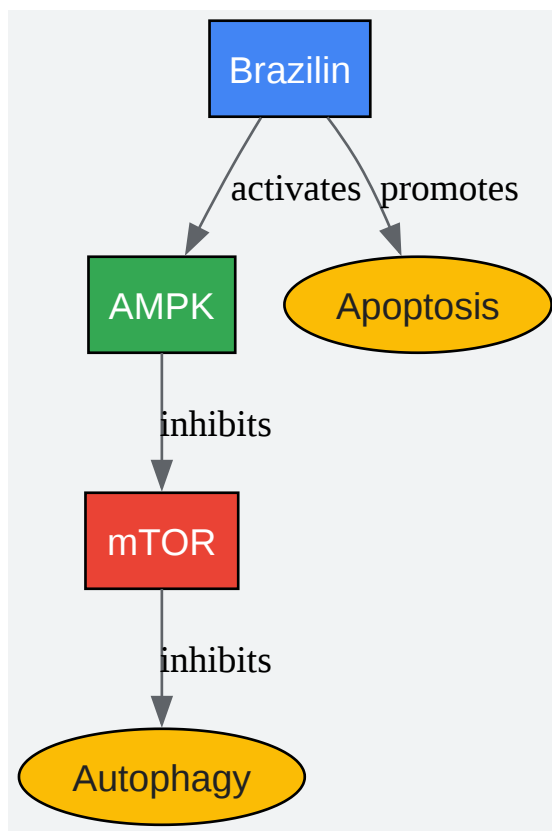 Brazilin
activates
promotes
AMPK
Apoptosis
inhibits
mTOR
inhibits
Autophagy